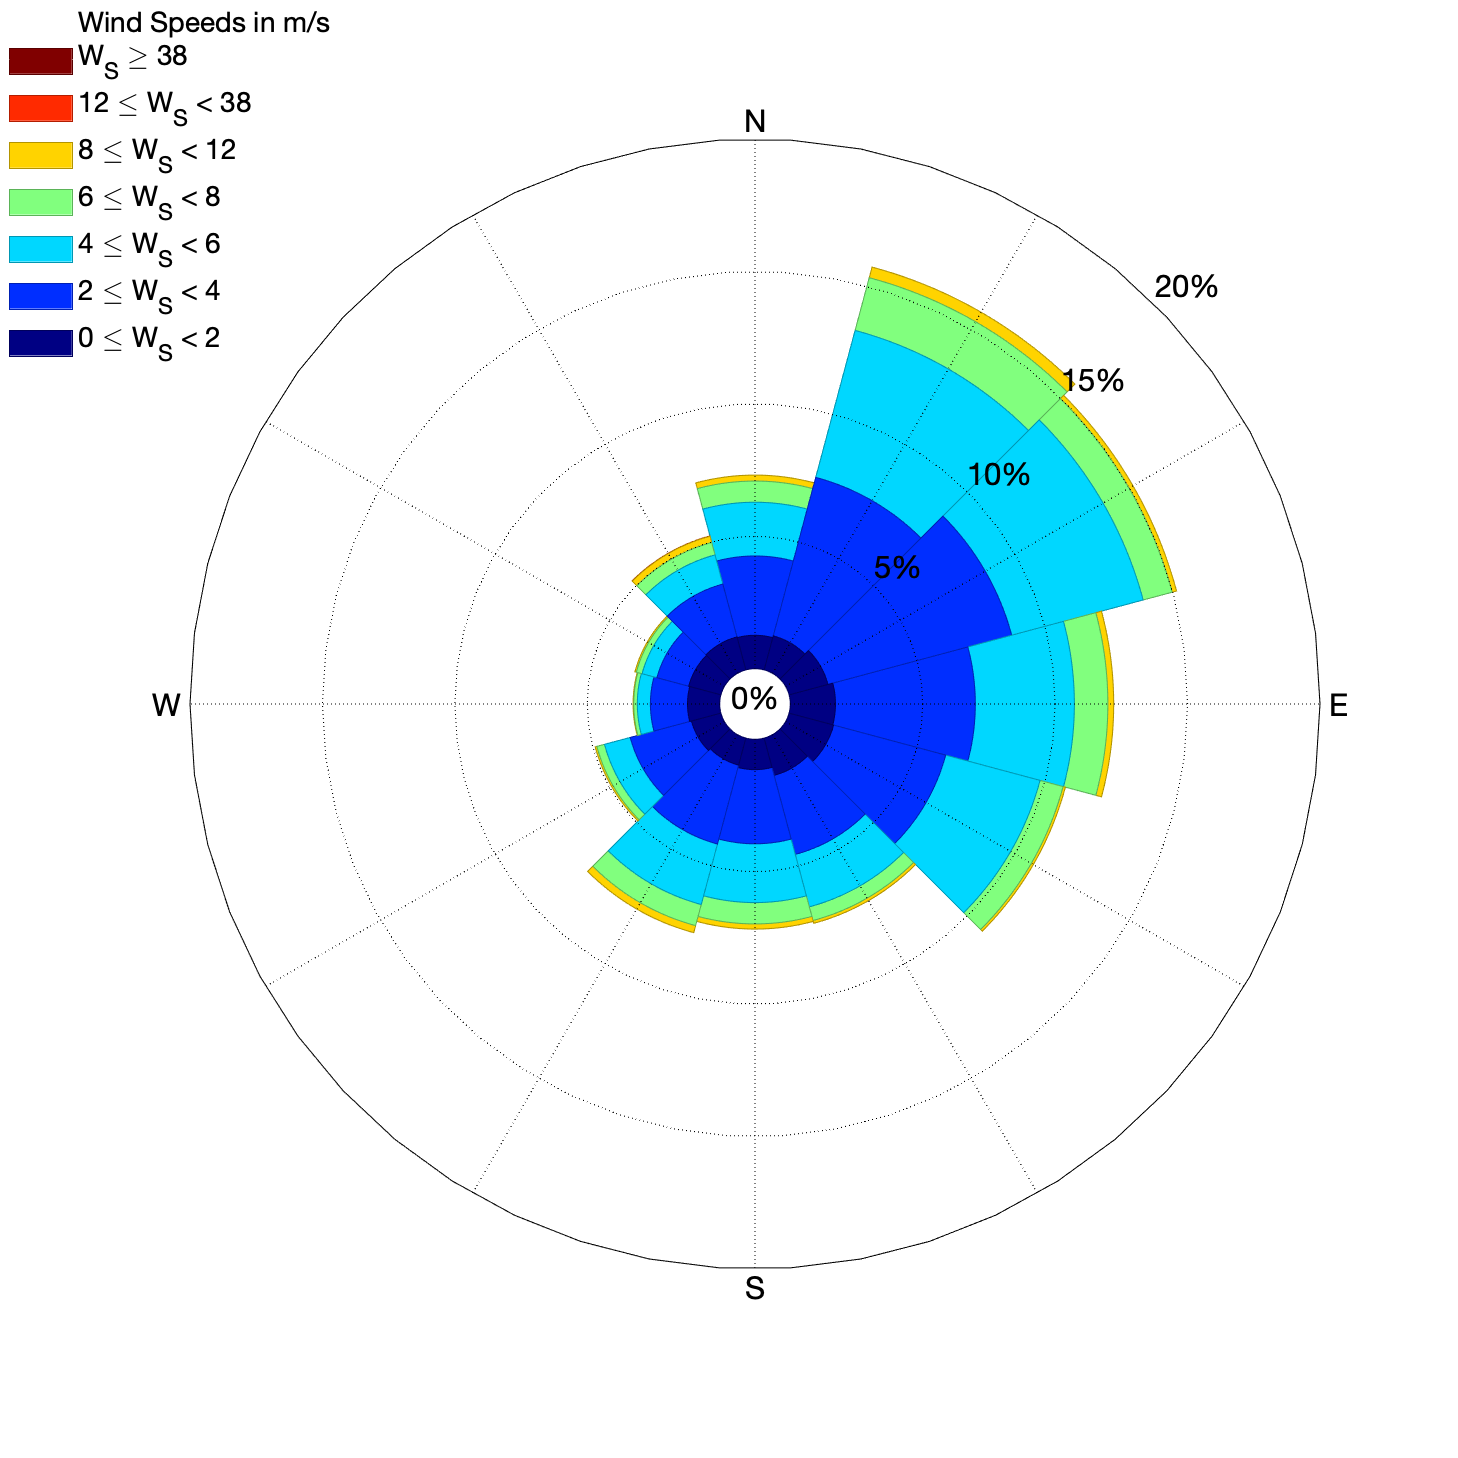 Wind Speeds in m/s
W_S ≥ 38
12 ≤ W_S < 38
8 ≤ W_S < 12
6 ≤ W_S < 8
4 ≤ W_S < 6
2 ≤ W_S < 4
0 ≤ W_S < 2
N
20%
15%
10%
5%
0%
W
E
S